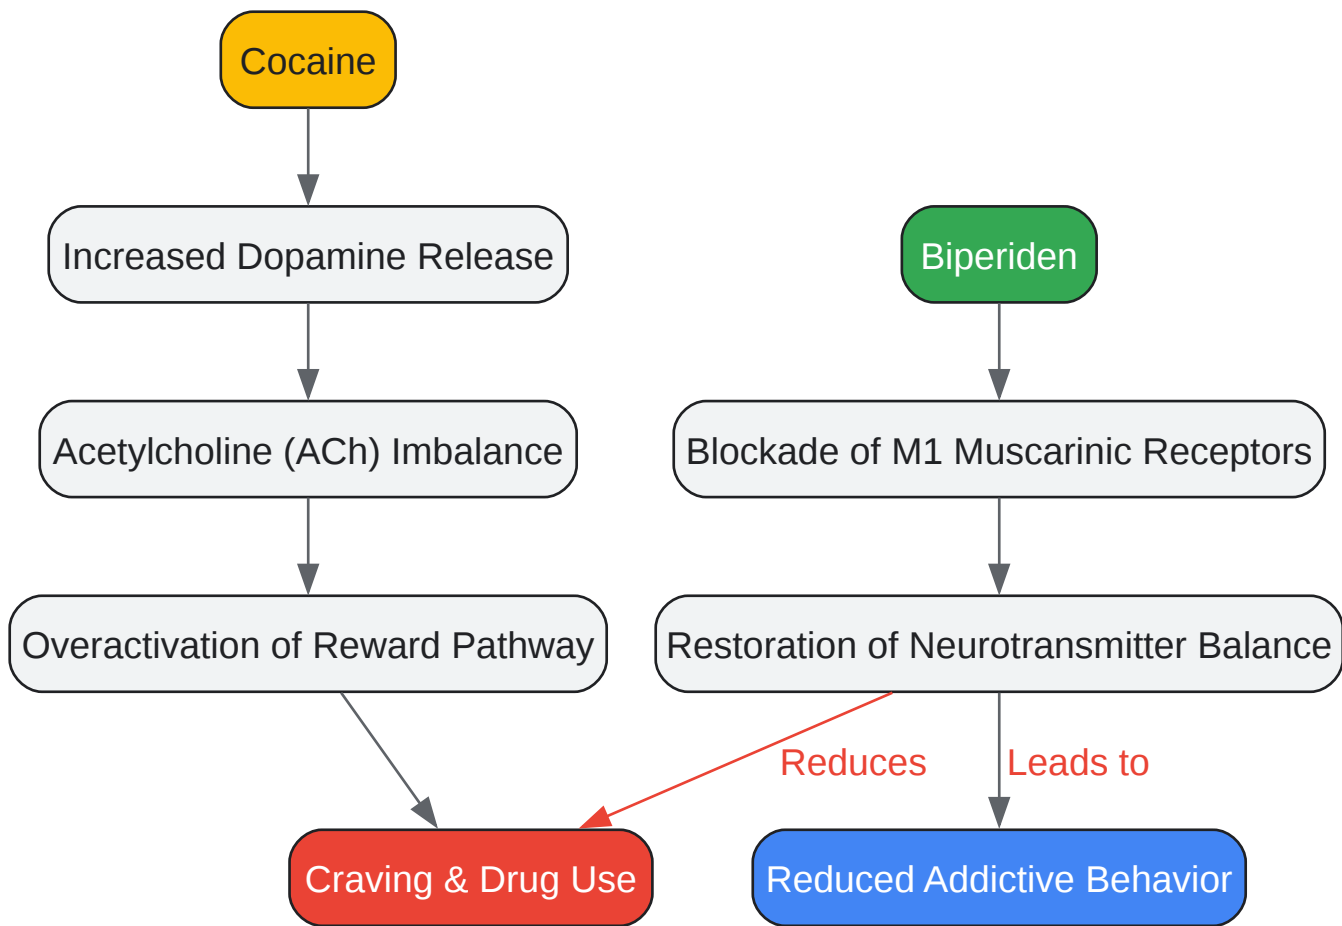 Cocaine
Increased Dopamine Release
Biperiden
Acetylcholine (ACh) Imbalance
Blockade of M1 Muscarinic Receptors
Overactivation of Reward Pathway
Restoration of Neurotransmitter Balance
Reduces
Leads to
Craving & Drug Use
Reduced Addictive Behavior